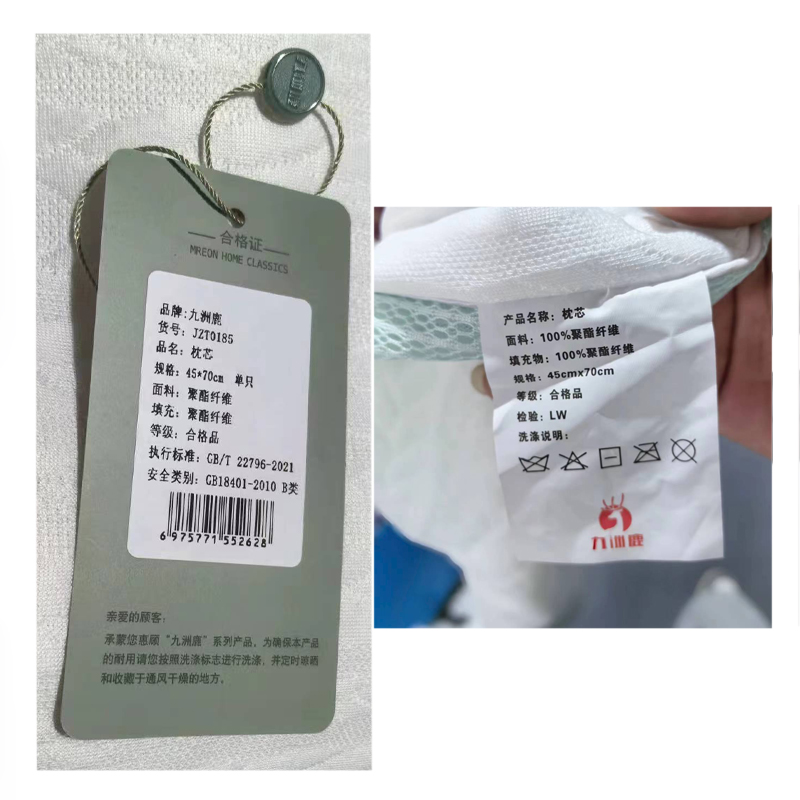 合格证
MREON HOME CLASSICS
品牌:九洲鹿
货号: JZT0185
品名: 枕芯
规格: 45*70cm 单只
面料: 聚酯纤维
填充: 聚酯纤维
等级: 合格品
执行标准: GB/T 22796-2021
安全类别: GB18401-2010 B类
6 975771 552628
亲爱的顾客:
承蒙您惠顾“九洲鹿”系列产品、为确保本产品
的耐用请您按照洗涤标志进行洗涤, 并定时晾晒
和收藏于通风干燥的地方。
产品名称: 枕芯
面料: 100%聚酯纤维
填充物: 100%聚酯纤维
规格: 45cmx70cm
等级: 合格品
检验: LW
洗涤说明:
九洲鹿